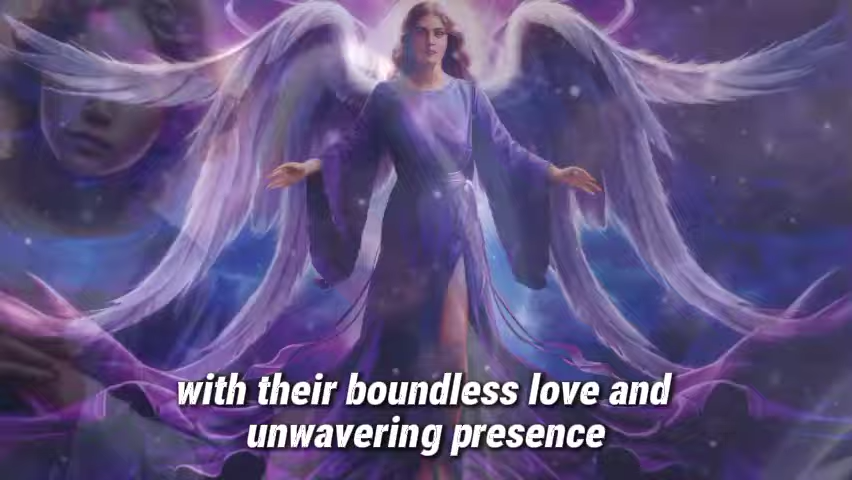 with their boundless love and
unwavering presence